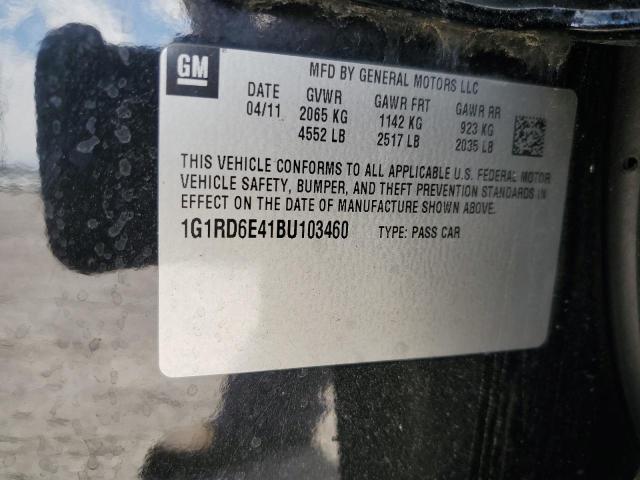 GM
MFD BY GENERAL MOTORS LLC
DATE GVWR GAWR FRT GAWR RR
04/11 2065 KG 1142 KG 923 KG
4552 LB 2517 LB 2035 LB
THIS VEHICLE CONFORMS TO ALL APPLICABLE U.S. FEDERAL MOTOR
VEHICLE SAFETY, BUMPER, AND THEFT PREVENTION STANDARDS IN
EFFECT ON THE DATE OF MANUFACTURE SHOWN ABOVE.
1G1RD6E41BU103460 TYPE: PASS CAR